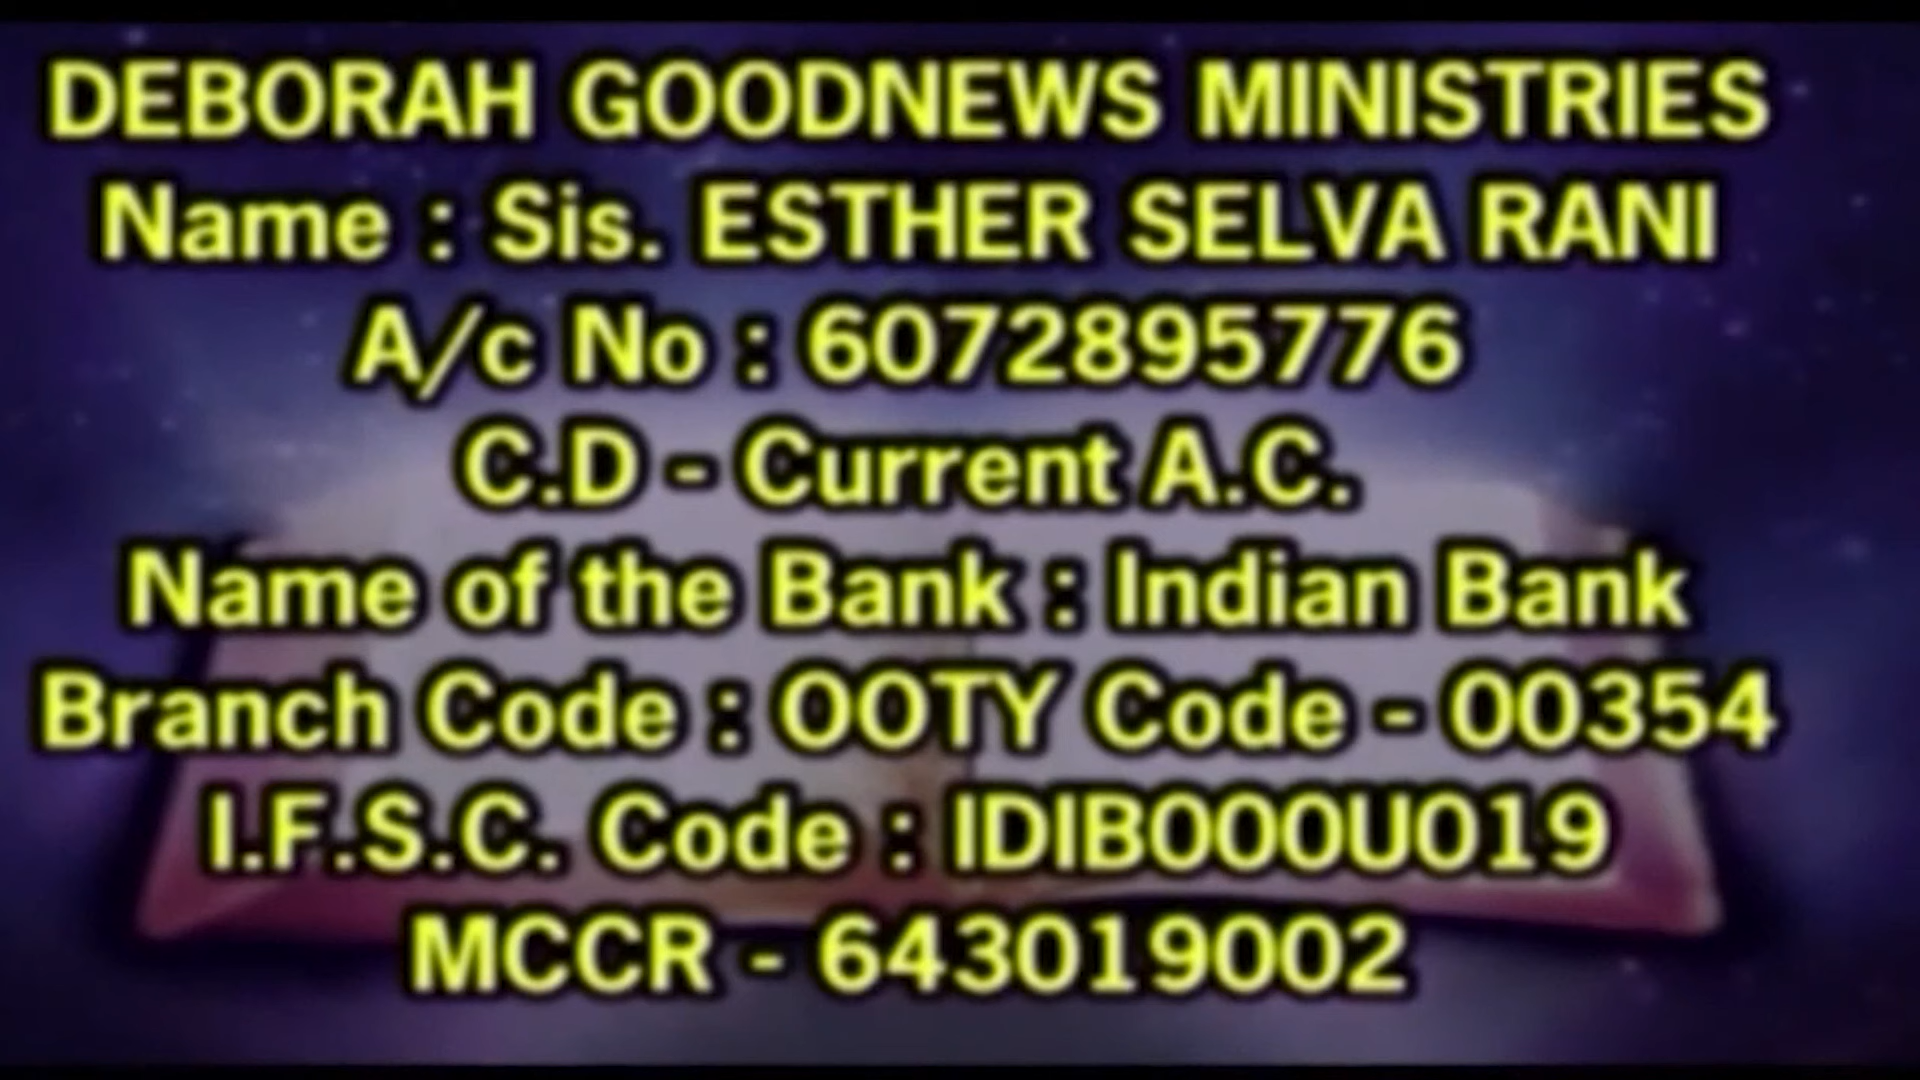 DEBORAH GOODNEWS MINISTRIES
Name : Sis. ESTHER SELVA RANI
A/c No : 6072895776
C.D - Current A.C.
Name of the Bank : Indian Bank
Branch Code : OOTY Code - 00354
I.F.S.C. Code : IDIB000U019
MCCR - 643019002